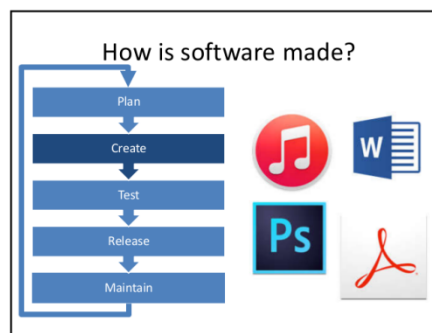 How is software made?
Plan
Create
Test
Release
Maintain
W
Ps